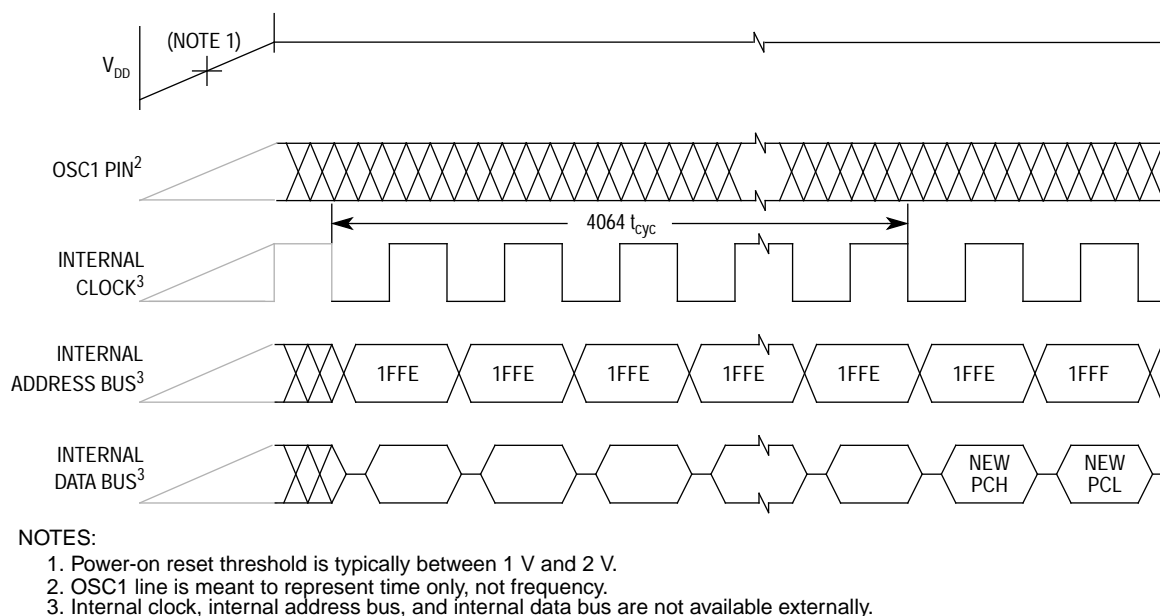 (NOTE 1)
VDD
OSC1 PIN2
4064 tcyc
INTERNAL
CLOCK3
INTERNAL
ADDRESS BUS3
1FFE 1FFE 1FFE 1FFE 1FFE 1FFE 1FFF
INTERNAL
DATA BUS3
NEW
PCH
NEW
PCL
NOTES:
1. Power-on reset threshold is typically between 1 V and 2 V.
2. OSC1 line is meant to represent time only, not frequency.
3. Internal clock, internal address bus, and internal data bus are not available externally.